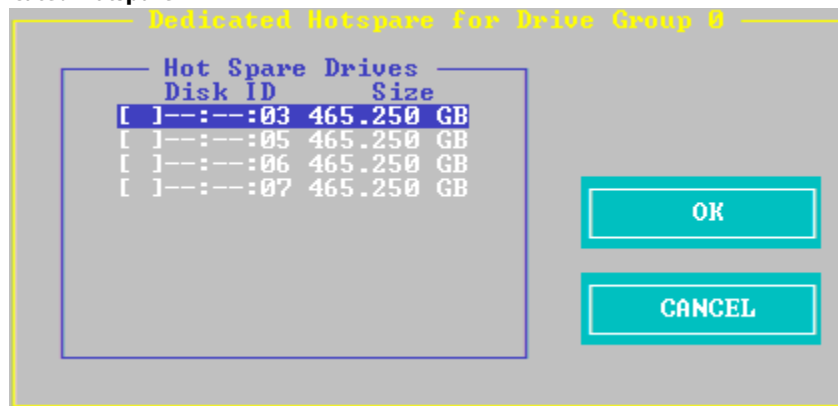 Dedicated Hotspare for Drive Group 0
Hot Spare Drives
Disk ID Size
[ ]--:--:03 465.250 GB
[ ]--:--:05 465.250 GB
[ ]--:--:06 465.250 GB
[ ]--:--:07 465.250 GB
OK
CANCEL